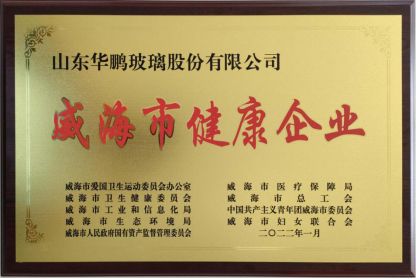 山东华鹏玻璃股份有限公司
威海市健康企业
威海市爱国卫生运动委员会办公室
威海市卫生健康委员会
威海市工业和信息化局
威海市生态环境局
威海市人民政府国有资产监督管理委员会
威海市医疗保障局
威海市总工会
中国共产主义青年团威海市委员会
威海市妇女联合会
二〇二二年一月